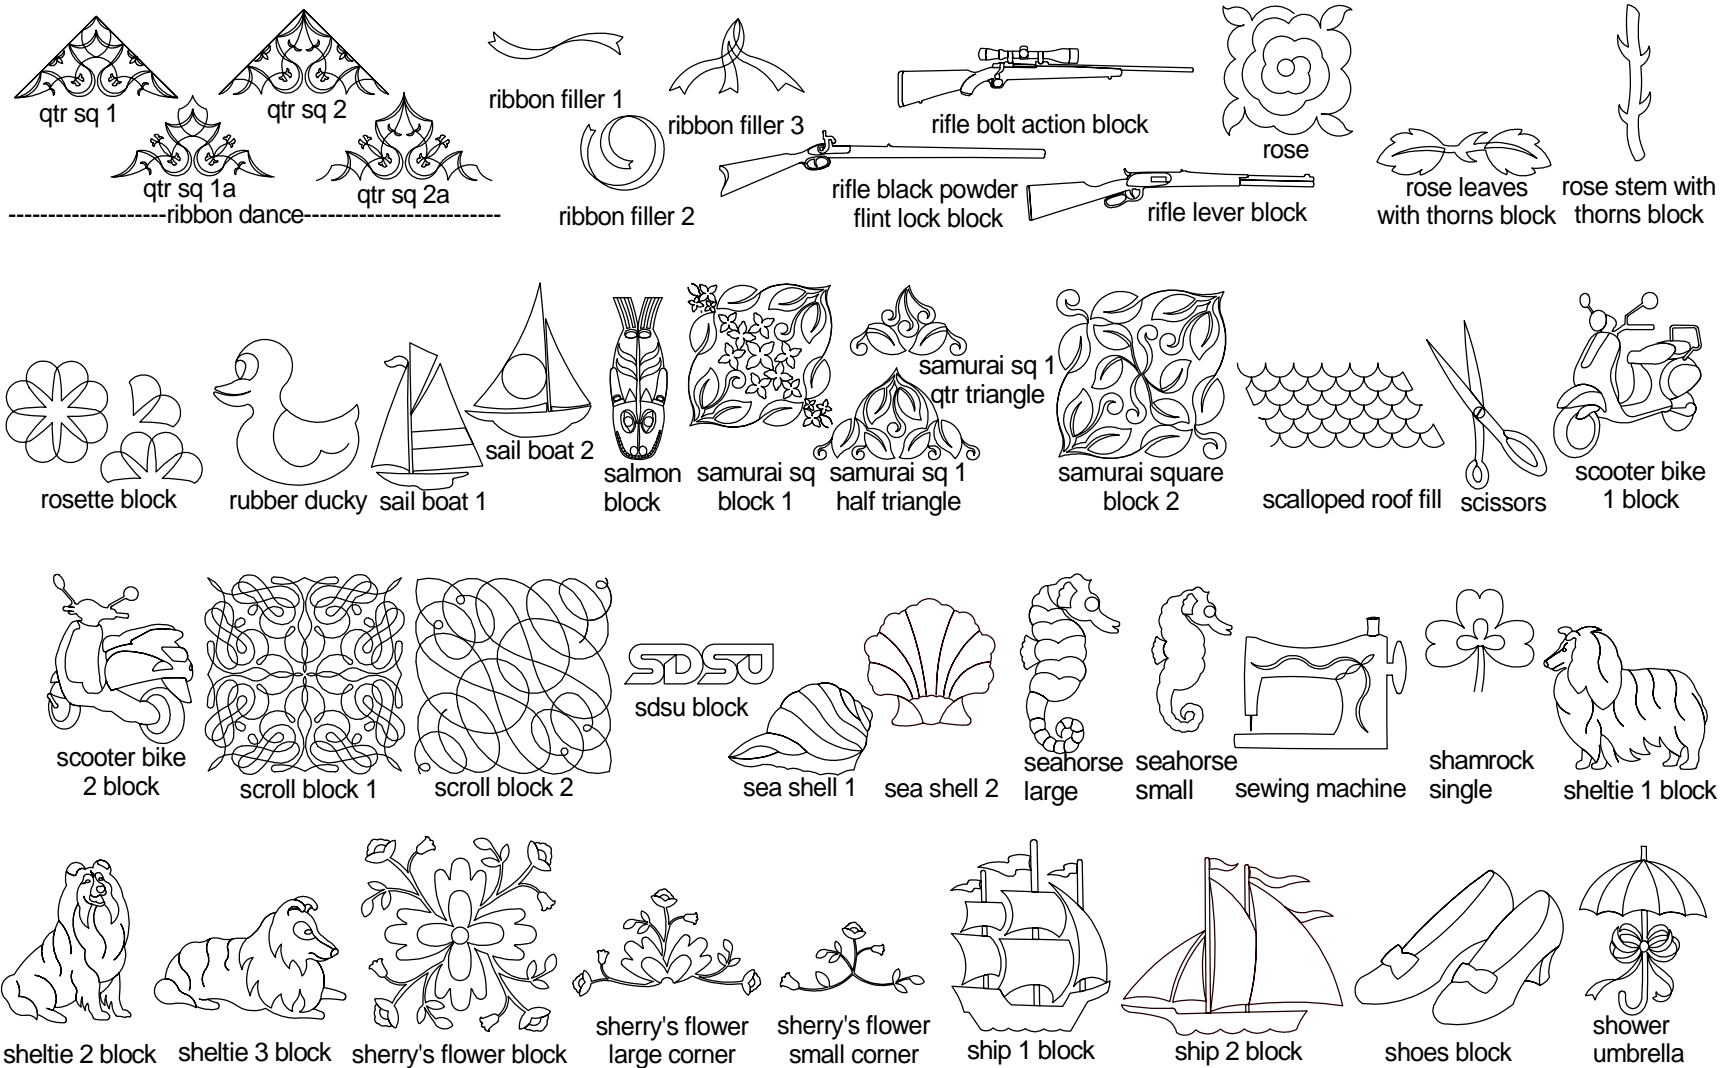 qtr sq 1
qtr sq 2
qtr sq 1a
qtr sq 2a
--------------------ribbon dance-------------------------
ribbon filler 1
ribbon filler 2
ribbon filler 3
rifle bolt action block
rifle black powder
flint lock block
rifle lever block
rose
rose leaves
with thorns block
rose stem with
thorns block
rosette block
rubber ducky
sail boat 1
sail boat 2
salmon
block
samurai sq
block 1
samurai sq 1
qtr triangle
samurai sq 1
half triangle
samurai square
block 2
scalloped roof fill
scissors
scooter bike
1 block
scooter bike
2 block
scroll block 1
scroll block 2
SDSU
sdsu block
sea shell 1
sea shell 2
seahorse
large
seahorse
small
sewing machine
shamrock
single
sheltie 1 block
sheltie 2 block
sheltie 3 block
sherry's flower block
sherry's flower
large corner
sherry's flower
small corner
ship 1 block
ship 2 block
shoes block
shower
umbrella